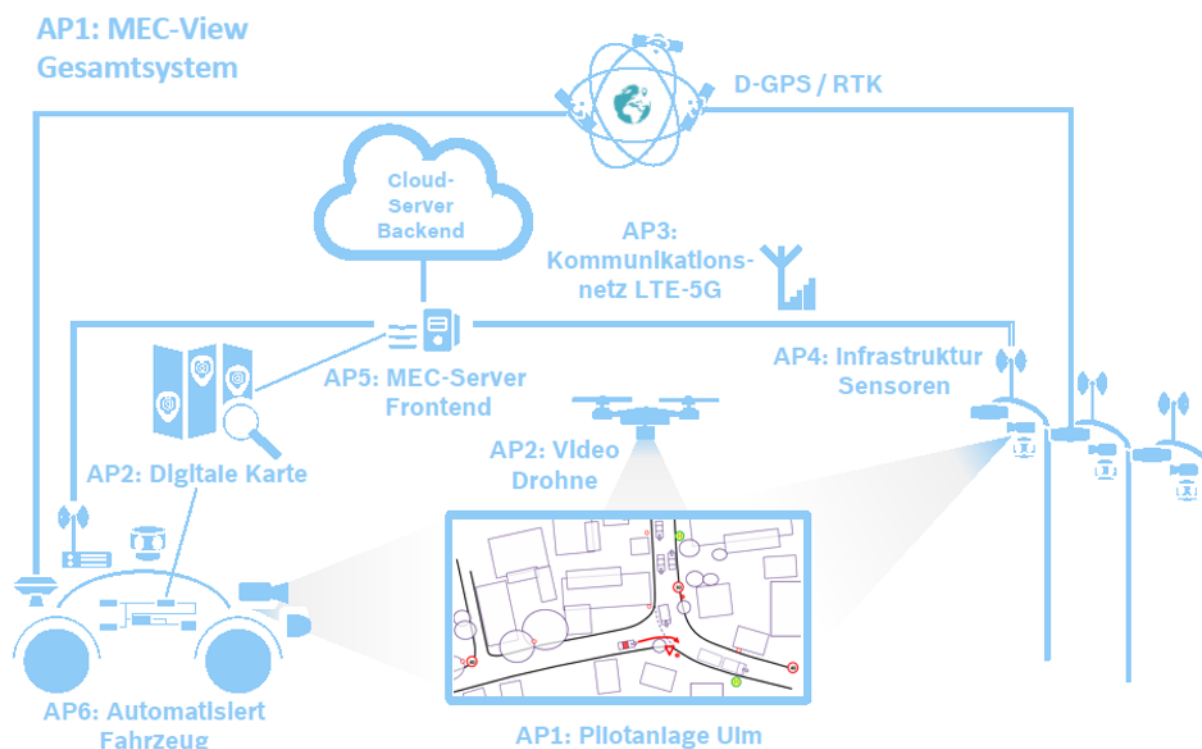 AP1: MEC-View
Gesamtsystem
D-GPS / RTK
Cloud-
Server
Backend
AP3:
Kommunikations-
netz LTE-5G
AP4: Infrastruktur
Sensoren
AP5: MEC-Server
Frontend
AP2: Video
Drohne
AP2: Digitale Karte
AP6: Automatisiert
Fahrzeug
AP1: Pilotanlage Ulm